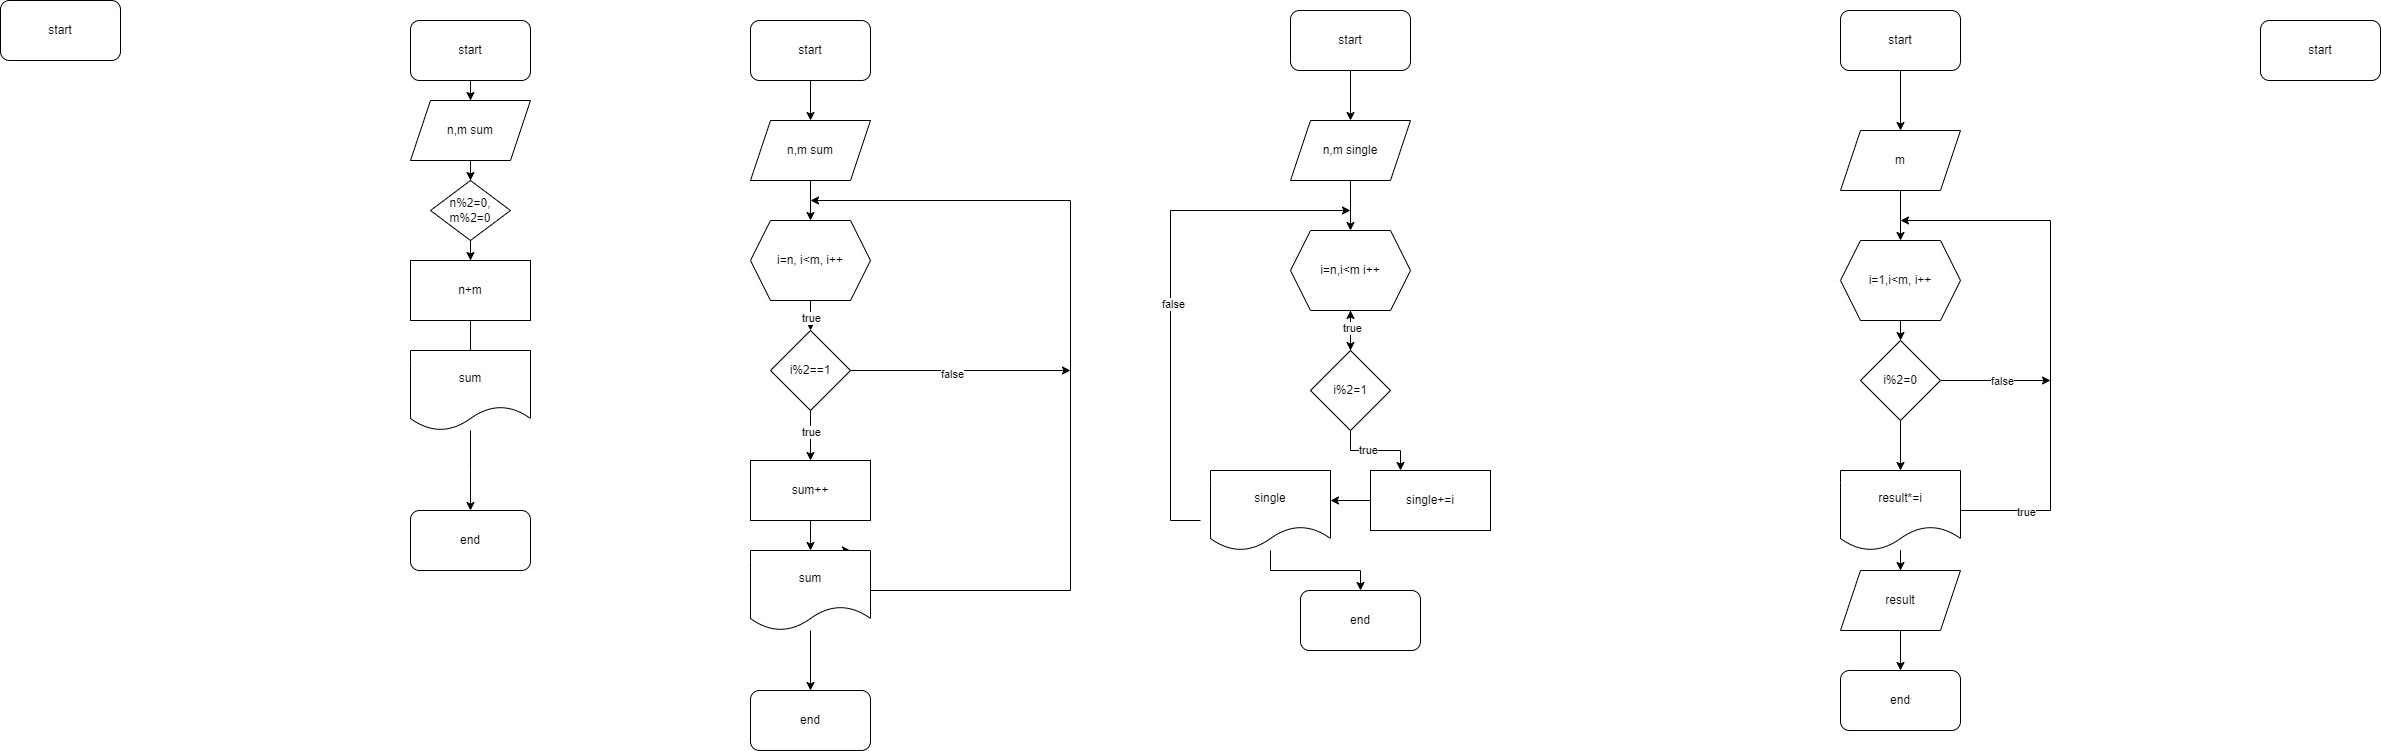 start
start
n,m sum
n%2=0,
m%2=0
n+m
sum
end
start
n,m sum
i=n, i<m, i++
true
i%2==1
false
true
sum++
sum
end
start
n,m single
i=n,i<m i++
false
true
i%2=1
true
single+=i
single
end
start
m
i=1,i<m, i++
i%2=0
false
result*=i
true
result
end
start